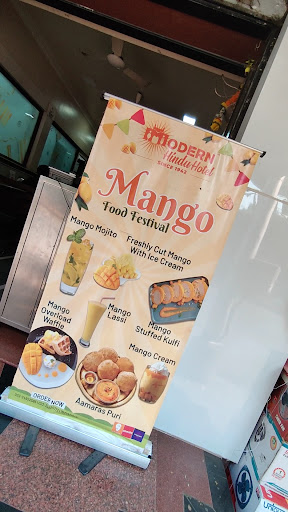 MODERN
Hindu Hotel
SINCE 1962
Mango
Food Festival
Mango Mojito
Freshly Cut Mango
With Ice Cream
Mango
Lassi
Mango
Stuffed Kulfi
Mango
Overload
Waffle
Mango Cream
Aamaras Puri
ORDER NOW